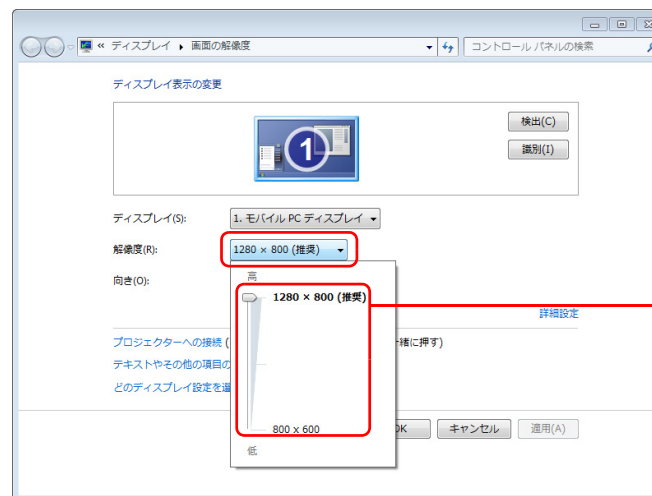 « ディスプレイ ▸ 画面の解像度
コントロール パネルの検索
ディスプレイ表示の変更
1
検出(C)
識別(I)
ディスプレイ(S):
1. モバイル PC ディスプレイ
解像度(R):
1280 × 800 (推奨)
向き(O):
高
1280 × 800 (推奨)
詳細設定
プロジェクターへの接続 (
一緒に押す)
テキストやその他の項目の
どのディスプレイ設定を選
800 x 600
OK
キャンセル
適用(A)
低